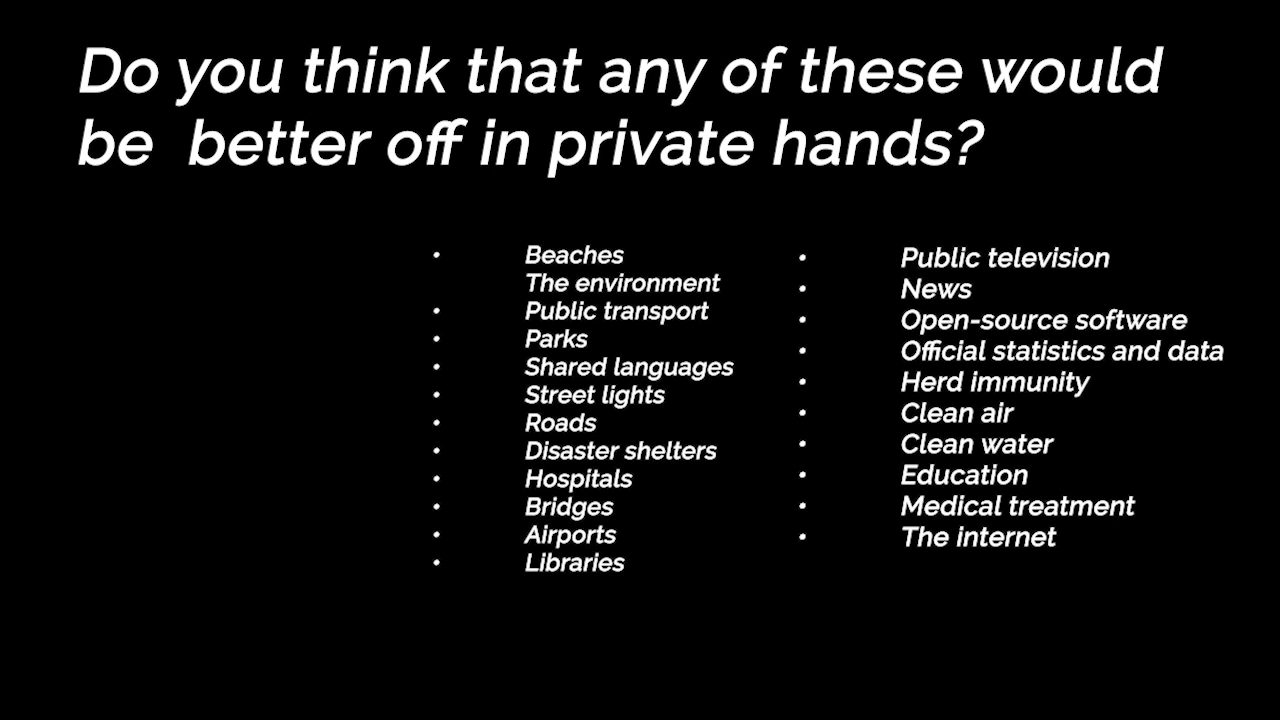 Do you think that any of these would
be  better off in private hands?
• Beaches
The environment
• Public transport
• Parks
• Shared languages
• Street lights
• Roads
• Disaster shelters
• Hospitals
• Bridges
• Airports
• Libraries
• Public television
• News
• Open-source software
• Official statistics and data
• Herd immunity
• Clean air
• Clean water
• Education
• Medical treatment
• The internet